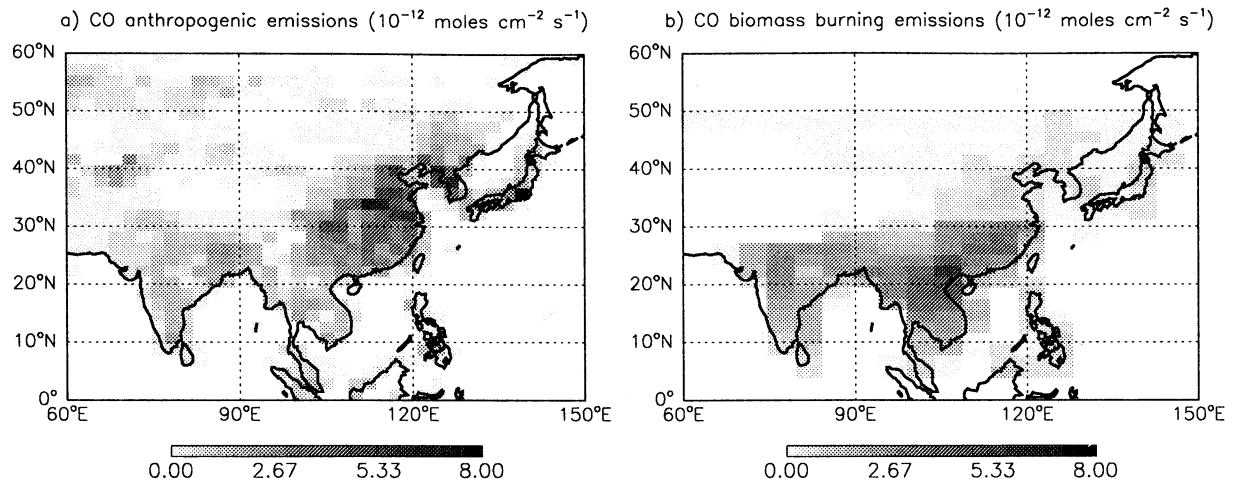 a) CO anthropogenic emissions (10⁻¹² moles cm⁻² s⁻¹)
60°N
50°N
40°N
30°N
20°N
10°N
0°
60°E
90°E
120°E
150°E
0.00
2.67
5.33
8.00
b) CO biomass burning emissions (10⁻¹² moles cm⁻² s⁻¹)
60°N
50°N
40°N
30°N
20°N
10°N
0°
60°E
90°E
120°E
150°E
0.00
2.67
5.33
8.00